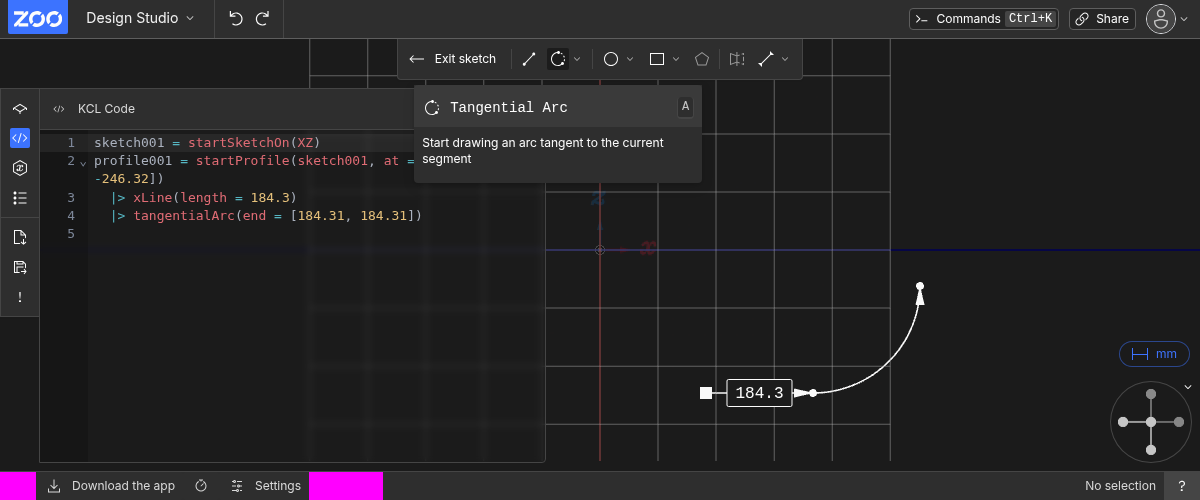 ZOO Design Studio Commands Ctrl+K Share
Exit sketch
KCL Code
Tangential Arc A
Start drawing an arc tangent to the current
segment
1 sketch001 = startSketchOn(XZ)
2 profile001 = startProfile(sketch001, at =
-246.32])
3 |> xLine(length = 184.3)
4 |> tangentialArc(end = [184.31, 184.31])
5
z
x
184.3
mm
Download the app Settings No selection ?